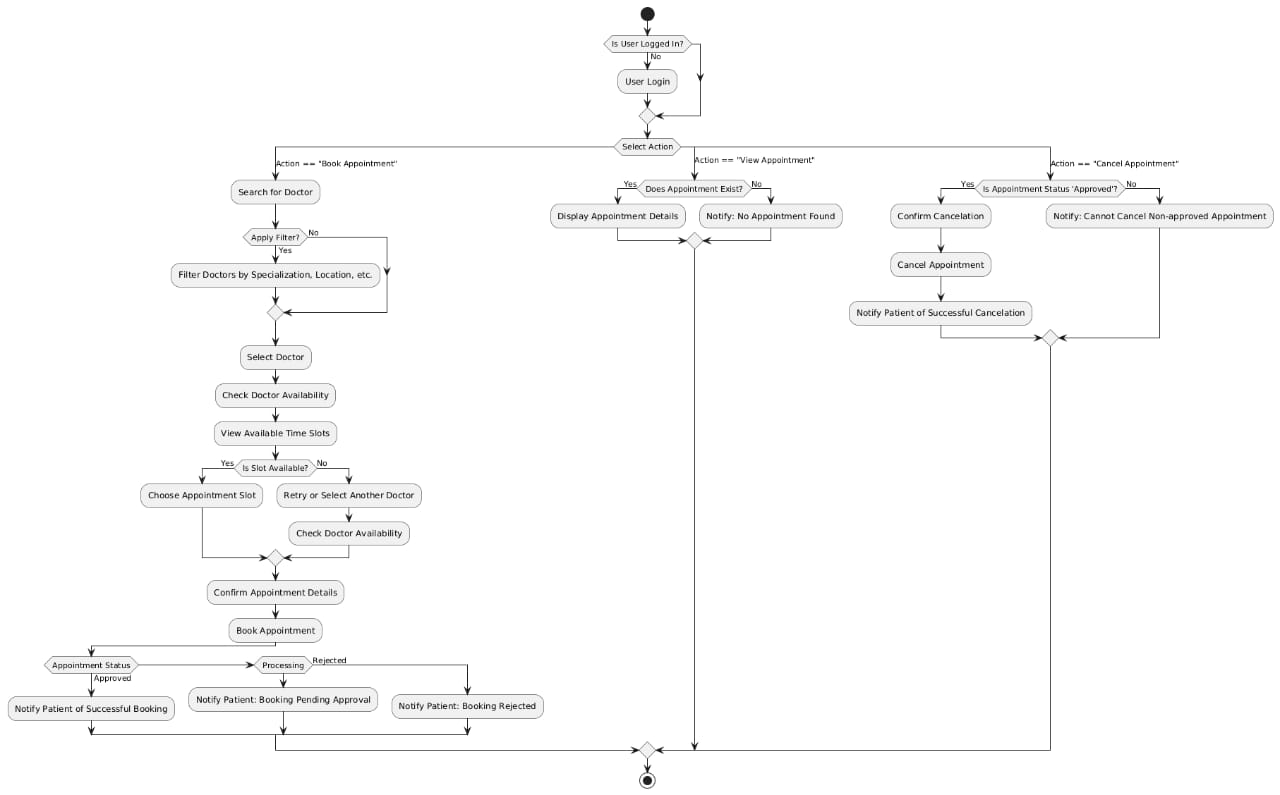 Is User Logged In?
No
User Login
Select Action
Action == "Book Appointment"
Search for Doctor
Apply Filter?
No
Yes
Filter Doctors by Specialization, Location, etc.
Select Doctor
Check Doctor Availability
View Available Time Slots
Yes
Is Slot Available?
No
Choose Appointment Slot
Retry or Select Another Doctor
Check Doctor Availability
Confirm Appointment Details
Book Appointment
Appointment Status
Approved
Notify Patient of Successful Booking
Processing
Notify Patient: Booking Pending Approval
Rejected
Notify Patient: Booking Rejected
Action == "View Appointment"
Yes
Does Appointment Exist?
No
Display Appointment Details
Notify: No Appointment Found
Action == "Cancel Appointment"
Yes
Is Appointment Status 'Approved'?
No
Confirm Cancelation
Notify: Cannot Cancel Non-approved Appointment
Cancel Appointment
Notify Patient of Successful Cancelation